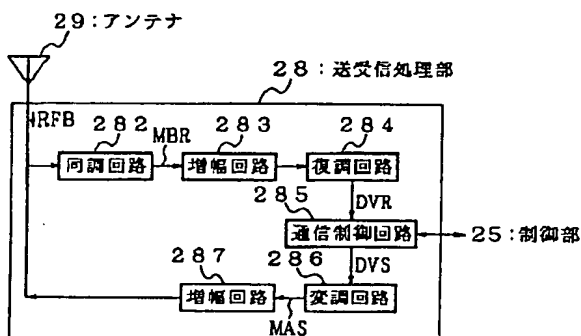 29:アンテナ
28:送受信処理部
RFB
282
MBR
283
284
同調回路
増幅回路
復調回路
DVR
285
通信制御回路
25:制御部
DVS
287
286
増幅回路
変調回路
MAS